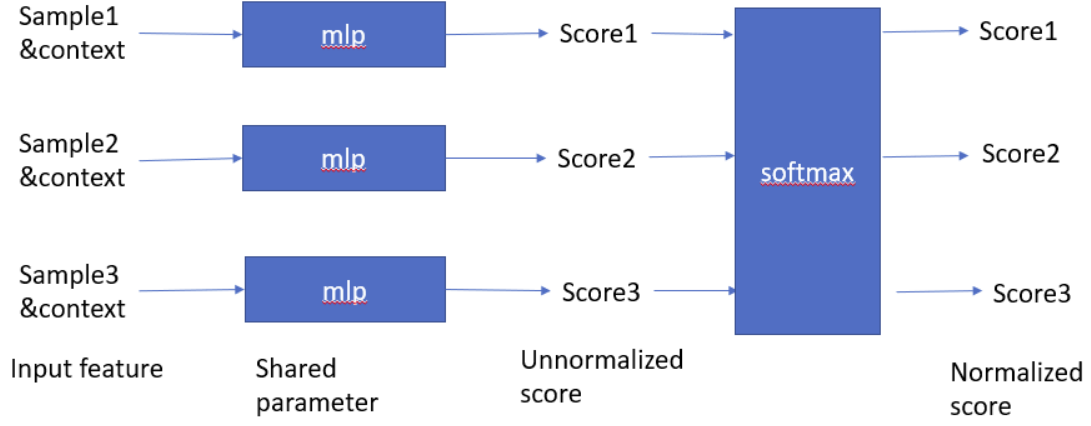 Sample1
&context
mlp
Score1
Score1
Sample2
&context
mlp
Score2
softmax
Score2
Sample3
&context
mlp
Score3
Score3
Input feature
Shared
parameter
Unnormalized
score
Normalized
score